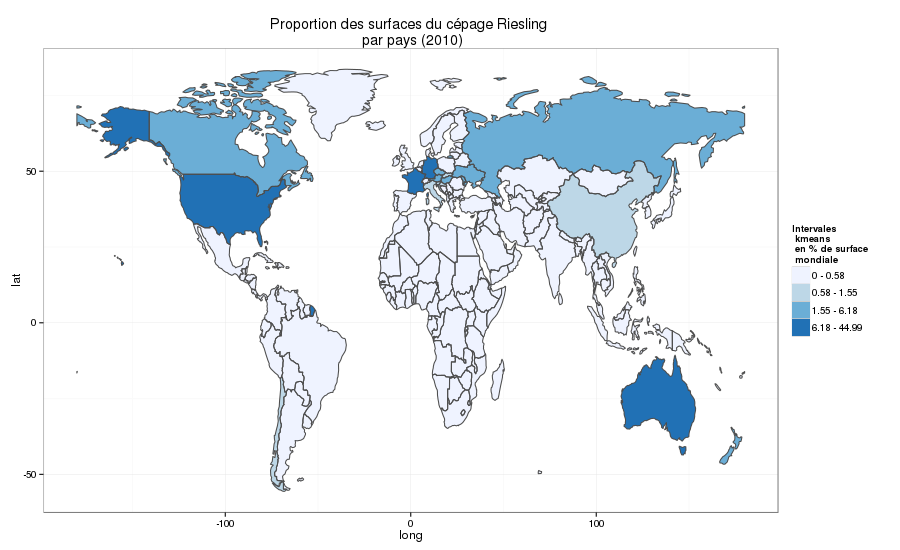 Proportion des surfaces du cépage Riesling
par pays (2010)
50
0
-50
lat
-100
0
100
long
Intervales
kmeans
en % de surface
mondiale
0 - 0.58
0.58 - 1.55
1.55 - 6.18
6.18 - 44.99